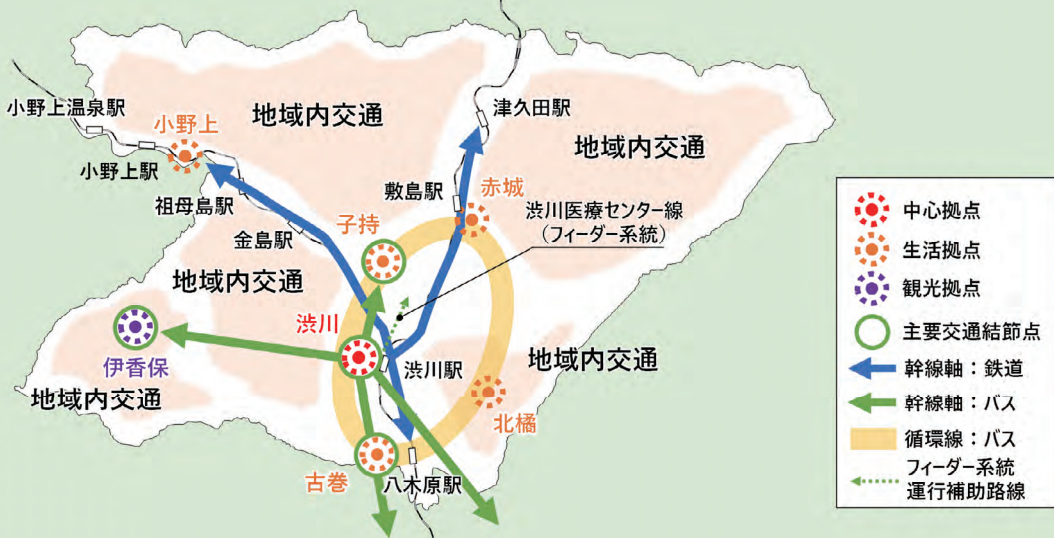 小野上温泉駅
小野上
小野上駅
祖母島駅
金島駅
地域内交通
津久田駅
地域内交通
敷島駅
赤城
渋川医療センター線
（フィーダー系統）
子持
地域内交通
渋川
渋川駅
伊香保
地域内交通
地域内交通
北橘
古巻
八木原駅
中心拠点
生活拠点
観光拠点
主要交通結節点
幹線軸：鉄道
幹線軸：バス
循環線：バス
フィーダー系統
運行補助路線